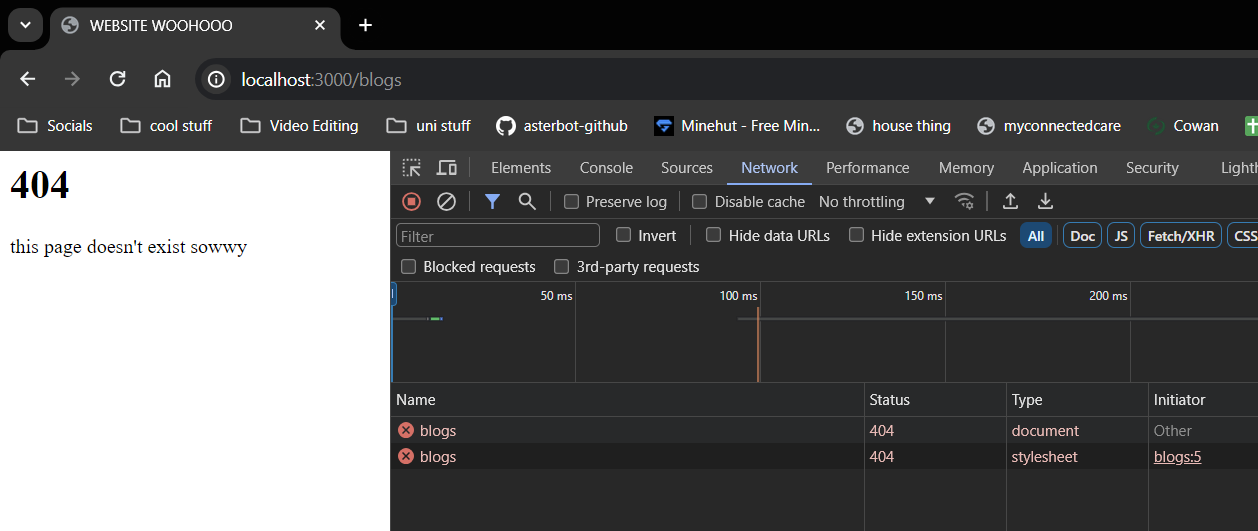 WEBSITE WOOHOOO
localhost:3000/blogs
Socials cool stuff Video Editing uni stuff asterbot-github Minehut - Free Min... house thing myconnectedcare Cowan
404
this page doesn't exist sowwy
Elements Console Sources Network Performance Memory Application Security Lighth
Preserve log Disable cache No throttling
Filter Invert Hide data URLs Hide extension URLs All Doc JS Fetch/XHR CSS
Blocked requests 3rd-party requests
50 ms 100 ms 150 ms 200 ms
Name Status Type Initiator
blogs 404 document Other
blogs 404 stylesheet blogs:5